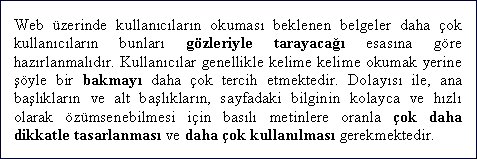 Web üzerinde kullanıcıların okuması beklenen belgeler daha çok
kullanıcıların bunları gözleriyle tarayacağı esasına göre
hazırlanmalıdır. Kullanıcılar genellikle kelime kelime okumak yerine
şöyle bir bakmayı daha çok tercih etmektedir. Dolayısı ile, ana
başlıkların ve alt başlıkların, sayfadaki bilginin kolayca ve hızlı
olarak özümsenebilmesi için basılı metinlere oranla çok daha
dikkatle tasarlanması ve daha çok kullanılması gerekmektedir.